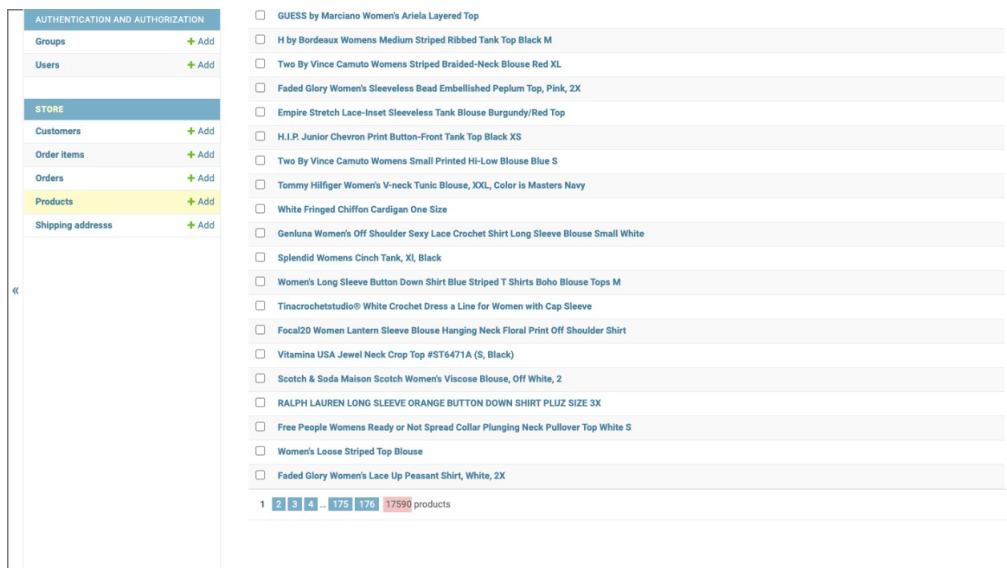 AUTHENTICATION AND AUTHORIZATION
Groups + Add
Users + Add
STORE
Customers + Add
Order items + Add
Orders + Add
Products + Add
Shipping addresss + Add
«
GUESS by Marciano Women's Ariela Layered Top
H by Bordeaux Womens Medium Striped Ribbed Tank Top Black M
Two By Vince Camuto Womens Striped Braided-Neck Blouse Red XL
Faded Glory Women's Sleeveless Bead Embellished Peplum Top, Pink, 2X
Empire Stretch Lace-Inset Sleeveless Tank Blouse Burgundy/Red Top
H.I.P. Junior Chevron Print Button-Front Tank Top Black XS
Two By Vince Camuto Womens Small Printed Hi-Low Blouse Blue S
Tommy Hilfiger Women's V-neck Tunic Blouse, XXL, Color is Masters Navy
White Fringed Chiffon Cardigan One Size
Genluna Women's Off Shoulder Sexy Lace Crochet Shirt Long Sleeve Blouse Small White
Splendid Womens Cinch Tank, Xl, Black
Women's Long Sleeve Button Down Shirt Blue Striped T Shirts Boho Blouse Tops M
Tinacrochetstudio® White Crochet Dress a Line for Women with Cap Sleeve
Focal20 Women Lantern Sleeve Blouse Hanging Neck Floral Print Off Shoulder Shirt
Vitamina USA Jewel Neck Crop Top #ST6471A (S, Black)
Scotch & Soda Maison Scotch Women's Viscose Blouse, Off White, 2
RALPH LAUREN LONG SLEEVE ORANGE BUTTON DOWN SHIRT PLUZ SIZE 3X
Free People Womens Ready or Not Spread Collar Plunging Neck Pullover Top White S
Women's Loose Striped Top Blouse
Faded Glory Women's Lace Up Peasant Shirt, White, 2X
1 2 3 4 ... 175 176 17590 products